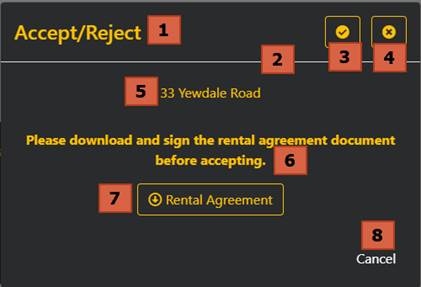 Accept/Reject 1
2 3 4
5 33 Yewdale Road
Please download and sign the rental agreement document
before accepting. 6
7 Rental Agreement
8
Cancel